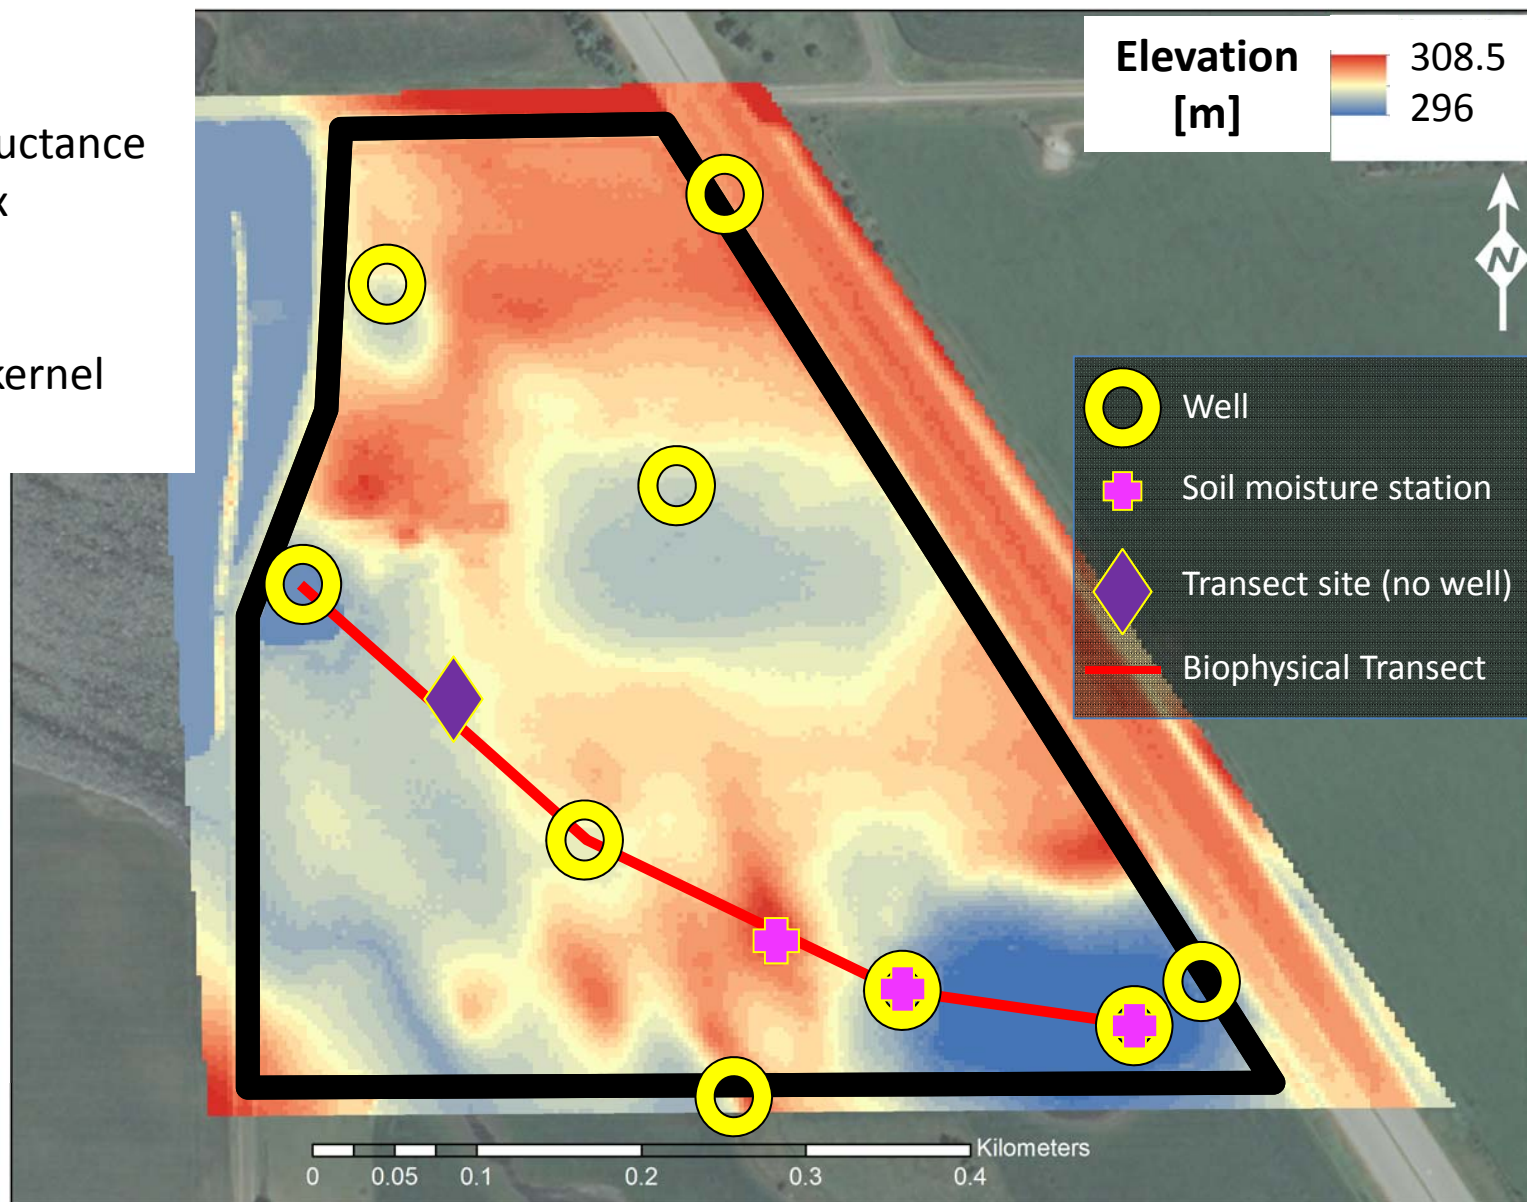 uctance
x
kernel
Elevation
[m]
308.5
296
N
Well
Soil moisture station
Transect site (no well)
Biophysical Transect
Kilometers
0 0.05 0.1 0.2 0.3 0.4